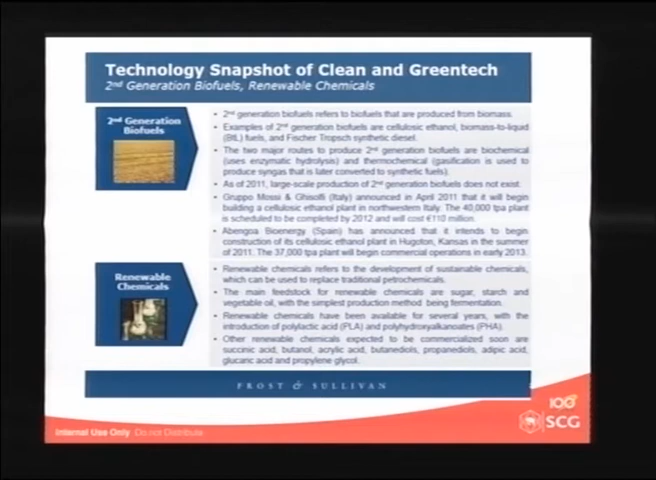 Technology Snapshot of Clean and Greentech
2nd Generation Biofuels, Renewable Chemicals
2nd Generation
Biofuels
• 2nd generation biofuels refers to biofuels that are produced from biomass.
• Examples of 2nd generation biofuels are cellulosic ethanol, biomass-to-liquid
(BtL) fuels, and Fischer Tropsch synthetic diesel.
• The two major routes to produce 2nd generation biofuels are biochemical
(uses enzymatic hydrolysis) and thermochemical (gasification is used to
produce syngas that is later converted to synthetic fuels).
• As of 2011, large-scale production of 2nd generation biofuels does not exist.
• Gruppo Mossi & Ghisolfi (Italy) announced in April 2011 that it will begin
building a cellulosic ethanol plant in northwestern Italy. The 40,000 tpa plant
is scheduled to be completed by 2012 and will cost €110 million.
• Abengoa Bioenergy (Spain) has announced that it intends to begin
construction of its cellulosic ethanol plant in Hugoton, Kansas in the summer
of 2011. The 37,000 tpa plant will begin commercial operations in early 2013.
Renewable
Chemicals
• Renewable chemicals refers to the development of sustainable chemicals,
which can be used to replace traditional petrochemicals.
• The main feedstock for renewable chemicals are sugar, starch and
vegetable oil, with the simplest production method being fermentation.
• Renewable chemicals have been available for several years, with the
introduction of polylactic acid (PLA) and polyhydroxyalkanoates (PHA).
• Other renewable chemicals expected to be commercialized soon are
succinic acid, butanol, acrylic acid, butanediols, propanediols, adipic acid,
glucaric acid and propylene glycol.
FROST & SULLIVAN
100
SCG
Internal Use Only Do not Distribute